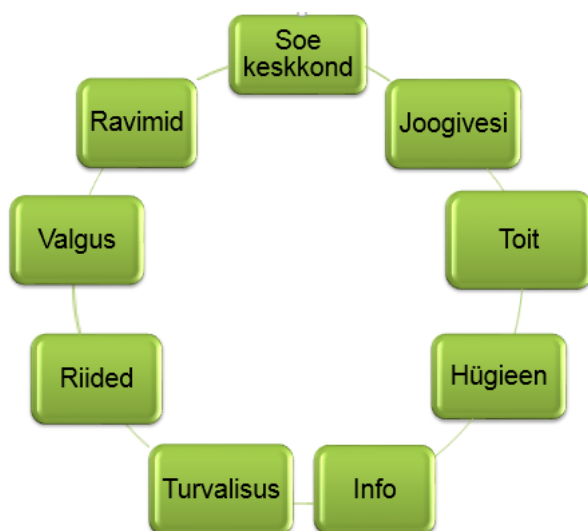 Soe
keskkond
Joogivesi
Toit
Hügieen
Info
Turvalisus
Riided
Valgus
Ravimid